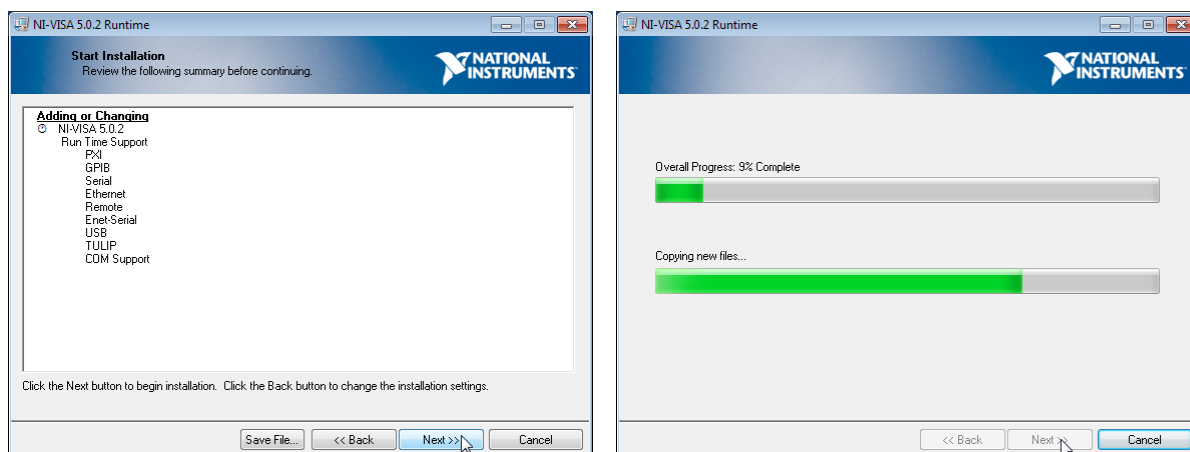 NI-VISA 5.0.2 Runtime
Start Installation
Review the following summary before continuing.
NATIONAL
INSTRUMENTS
Adding or Changing
NI-VISA 5.0.2
Run Time Support
PXI
GPIB
Serial
Ethernet
Remote
Enet-Serial
USB
TULIP
COM Support
Click the Next button to begin installation. Click the Back button to change the installation settings.
Save File... << Back Next >> Cancel
NI-VISA 5.0.2 Runtime
NATIONAL
INSTRUMENTS
Overall Progress: 9% Complete
Copying new files...
<< Back Next >> Cancel